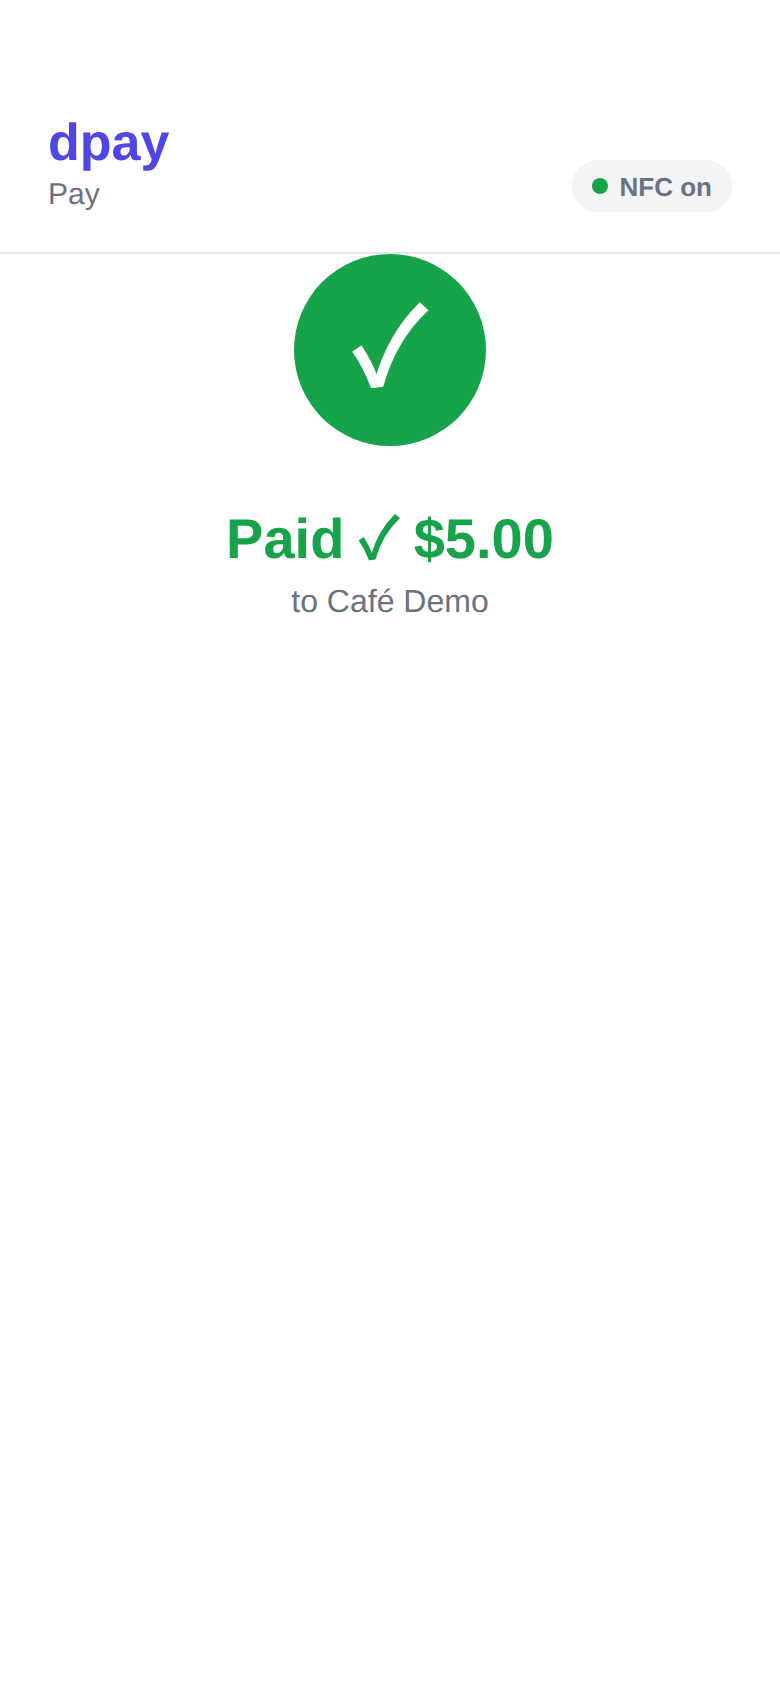 dpay
Pay
NFC on
✓
Paid ✓ $5.00
to Café Demo